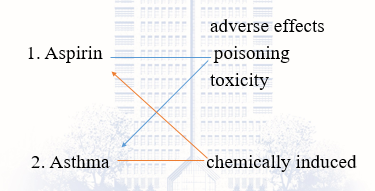 adverse effects
1. Aspirin poisoning
toxicity
2. Asthma chemically induced